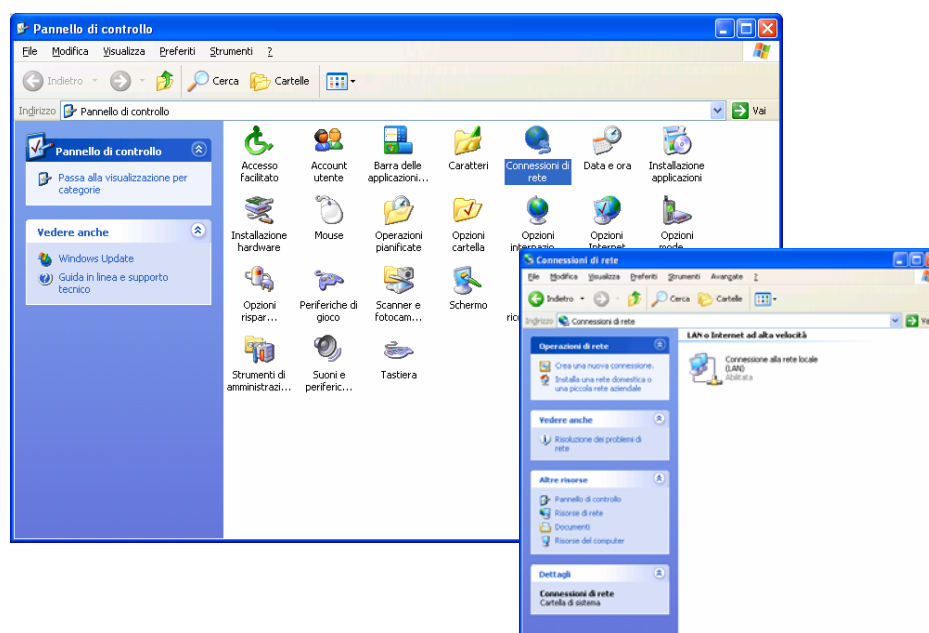 Pannello di controllo
File Modifica Visualizza Preferiti Strumenti ?
Indietro Cerca Cartelle
Indirizzo Pannello di controllo Vai
Pannello di controllo
Passa alla visualizzazione per
categorie
Vedere anche
Windows Update
Guida in linea e supporto
tecnico
Accesso
facilitato
Account
utente
Barra delle
applicazioni...
Caratteri
Connessioni di
rete
Data e ora
Installazione
applicazioni
Installazione
hardware
Mouse
Operazioni
pianificate
Opzioni
cartella
Opzioni
internazio
Opzioni
Internet
Opzioni
mode
Opzioni
rispar...
Periferiche di
gioco
Scanner e
fotocam...
Schermo
Strumenti di
amministrazi...
Suoni e
periferic...
Tastiera
Connessioni di rete
File Modifica Visualizza Preferiti Strumenti Avanzate ?
Indietro Cerca Cartelle
Indirizzo Connessioni di rete
Operazioni di rete
Crea una nuova connessione.
Installa una rete domestica o
una piccola rete aziendale
Vedere anche
Risoluzione dei problemi di
rete
Altre risorse
Pannello di controllo
Risorse di rete
Documenti
Risorse del computer
Dettagli
Connessioni di rete
Cartella di sistema
LAN o Internet ad alta velocità
Connessione alla rete locale
(LAN)
Abilitata